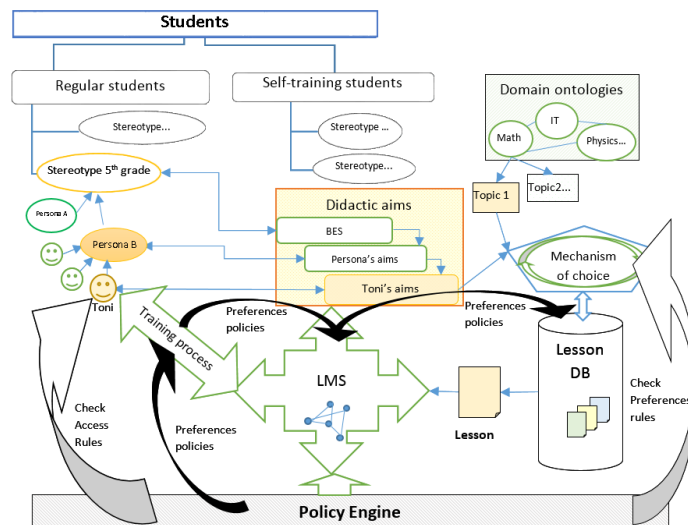 Students
Regular students
Self-training students
Domain ontologies
IT
Math
Physics...
Stereotype...
Stereotype ...
Stereotype...
Stereotype 5th grade
Topic 1
Topic2...
Persona A
Didactic aims
BES
Persona B
Persona's aims
Mechanism
of choice
Toni's aims
Toni
Training process
Preferences
policies
Preferences
policies
LMS
Lesson
DB
Lesson
Check
Preferences
rules
Check
Access
Rules
Preferences
policies
Policy Engine